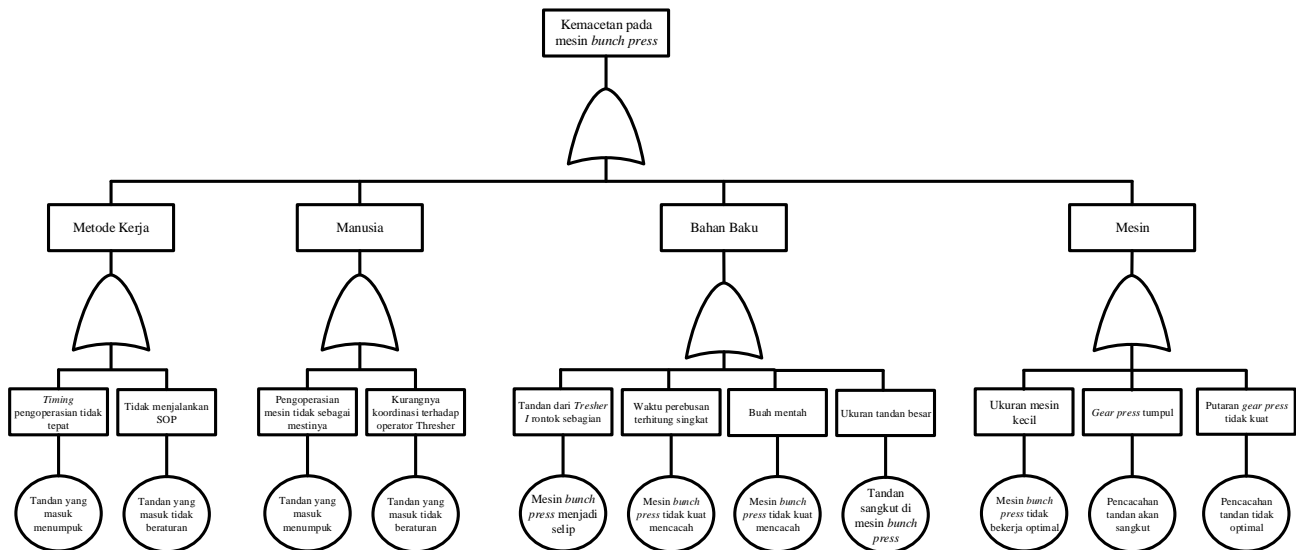 Kemacetan pada
mesin bunch press
Metode Kerja
Manusia
Bahan Baku
Mesin
Timing
pengoperasian tidak
tepat
Tidak menjalankan
SOP
Pengoperasian
mesin tidak sebagai
mestinya
Kurangnya
koordinasi terhadap
operator Thresher
Tandan dari Tresher
I rontok sebagian
Waktu perebusan
terhitung singkat
Buah mentah
Ukuran tandan besar
Ukuran mesin
kecil
Gear press tumpul
Putaran gear press
tidak kuat
Tandan yang
masuk menumpuk
Tandan yang
masuk tidak
beraturan
Tandan yang
masuk menumpuk
Tandan yang
masuk tidak
beraturan
Mesin bunch
press menjadi
selip
Mesin bunch
press tidak kuat
mencacah
Mesin bunch
press tidak kuat
mencacah
Tandan
sangkut di
mesin bunch
press
Mesin bunch
press tidak
bekerja optimal
Pencacahan
tandan akan
sangkut
Pencacahan
tandan tidak
optimal